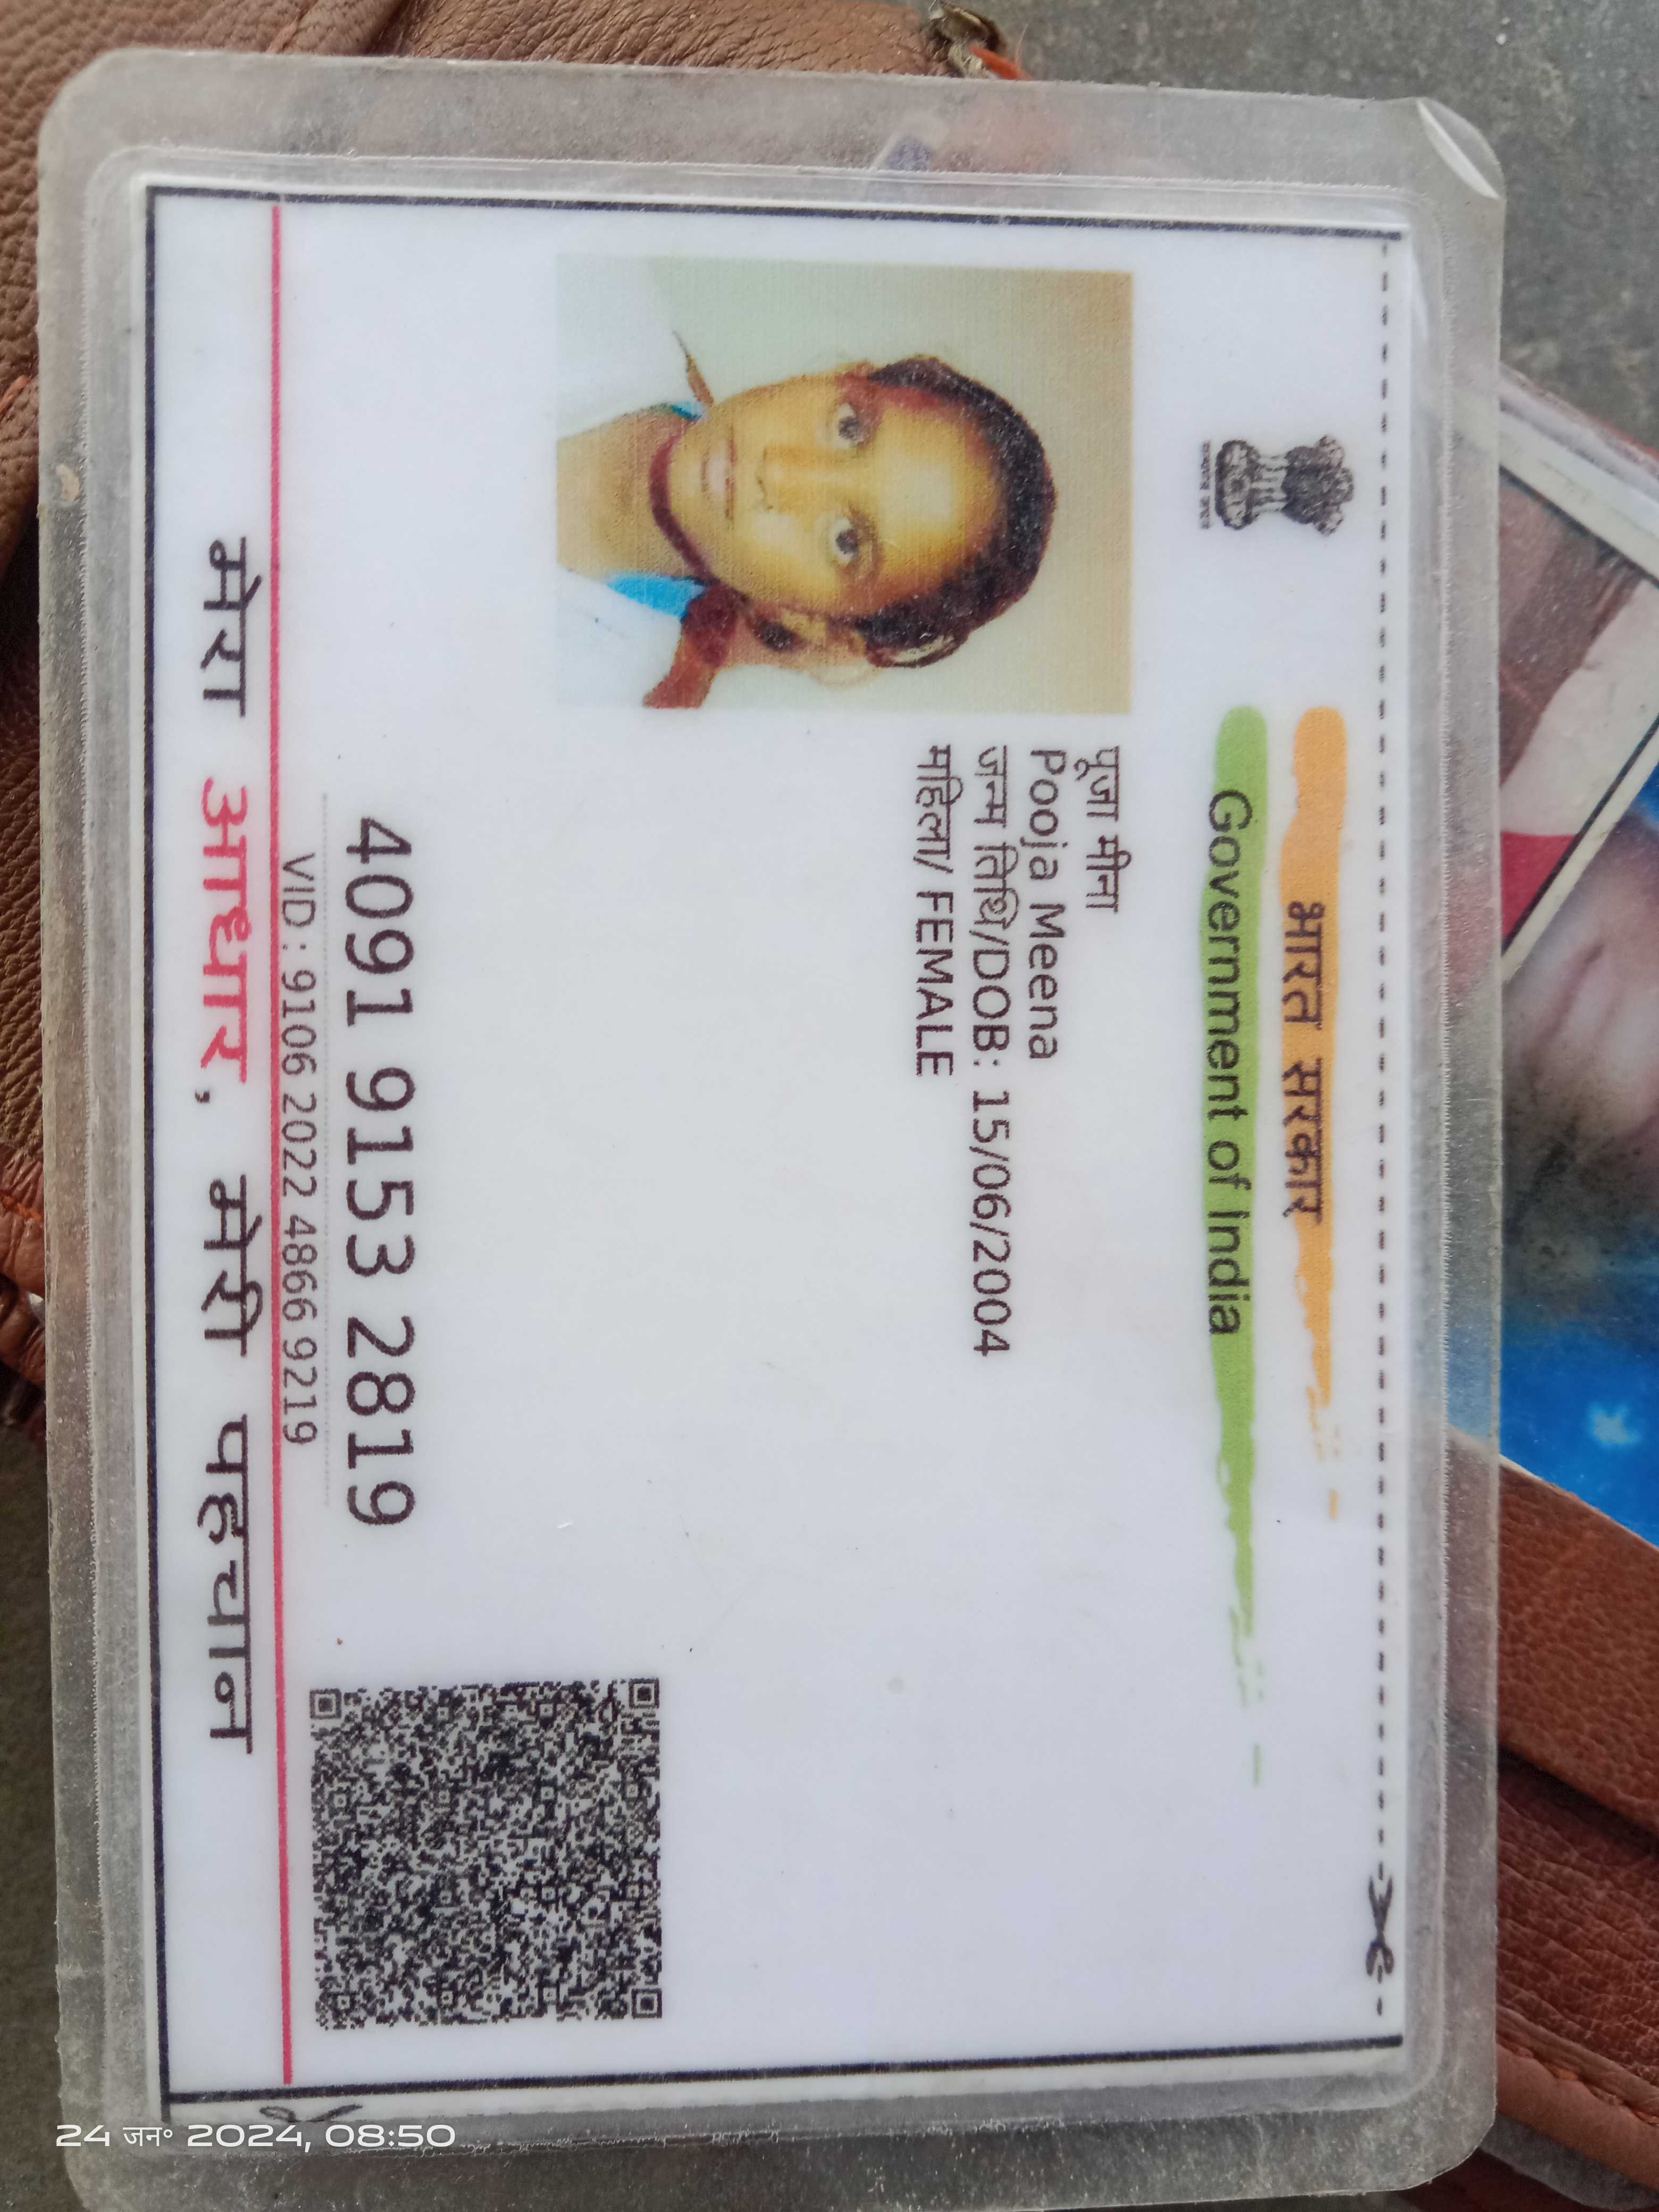 भारत सरकार
Government of India
पूजा मीना
Pooja Meena
जन्म तिथि/DOB: 15/06/2004
महिला/ FEMALE
4091 9153 2819
VID : 9106 2022 4866 9219
मेरा आधार, मेरी पहचान
24 जन॰ 2024, 08:50